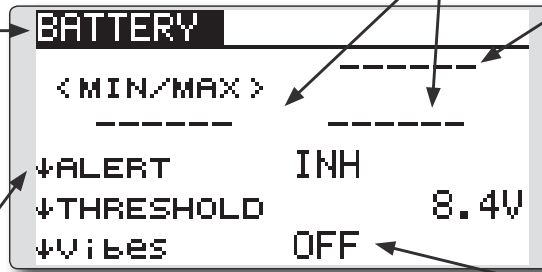 BATTERY
------
<MIN/MAX>
------ ------
↓ALERT INH
↓THRESHOLD 8.4V
↓Vibes OFF